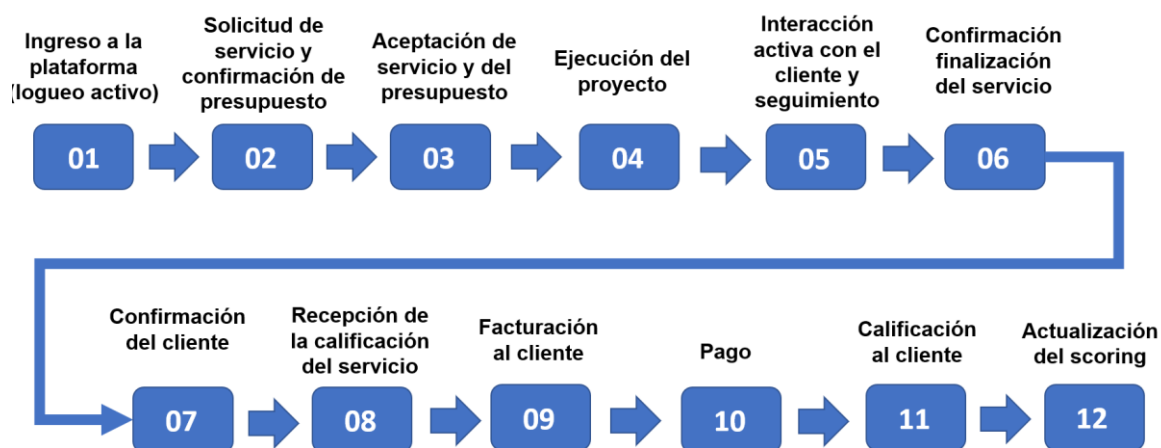 Ingreso a la
plataforma
(logueo activo)
01
Solicitud de
servicio y
confirmación de
presupuesto
02
Aceptación de
servicio y del
presupuesto
03
Ejecución del
proyecto
04
Interacción
activa con el
cliente y
seguimiento
05
Confirmación
finalización
del servicio
06
Confirmación
del cliente
07
Recepción de
la calificación
del servicio
08
Facturación
al cliente
09
Pago
10
Calificación
al cliente
11
Actualización
del scoring
12